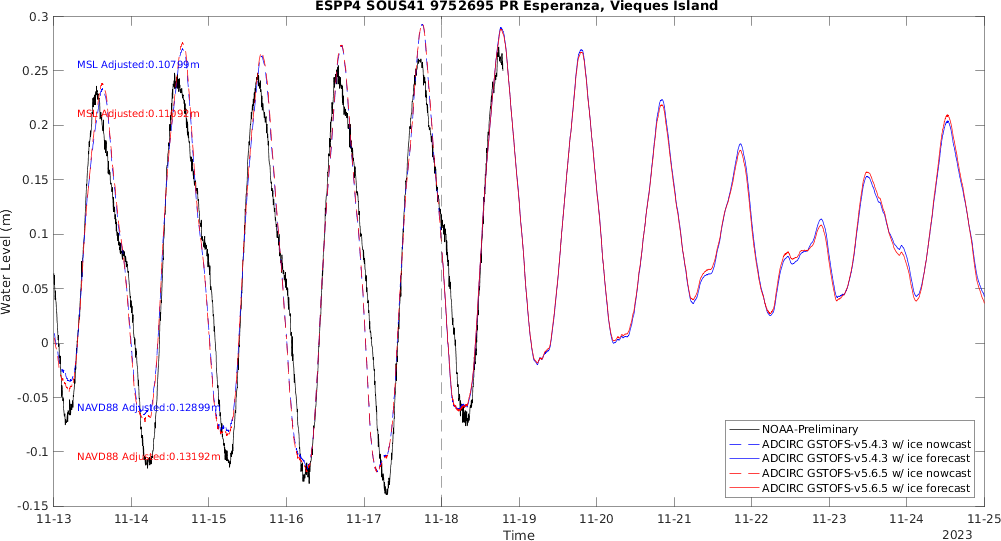 ESPP4 SOUS41 9752695 PR Esperanza, Vieques Island
0.3
0.25
0.2
0.15
0.1
0.05
0
-0.05
-0.1
-0.15
Water Level (m)
MSL Adjusted:0.10799m
MSL Adjusted:0.11092m
NAVD88 Adjusted:0.12899m
NAVD88 Adjusted:0.13192m
NOAA-Preliminary
ADCIRC GSTOFS-v5.4.3 w/ ice nowcast
ADCIRC GSTOFS-v5.4.3 w/ ice forecast
ADCIRC GSTOFS-v5.6.5 w/ ice nowcast
ADCIRC GSTOFS-v5.6.5 w/ ice forecast
11-13 11-14 11-15 11-16 11-17 11-18 11-19 11-20 11-21 11-22 11-23 11-24 11-25
Time
2023